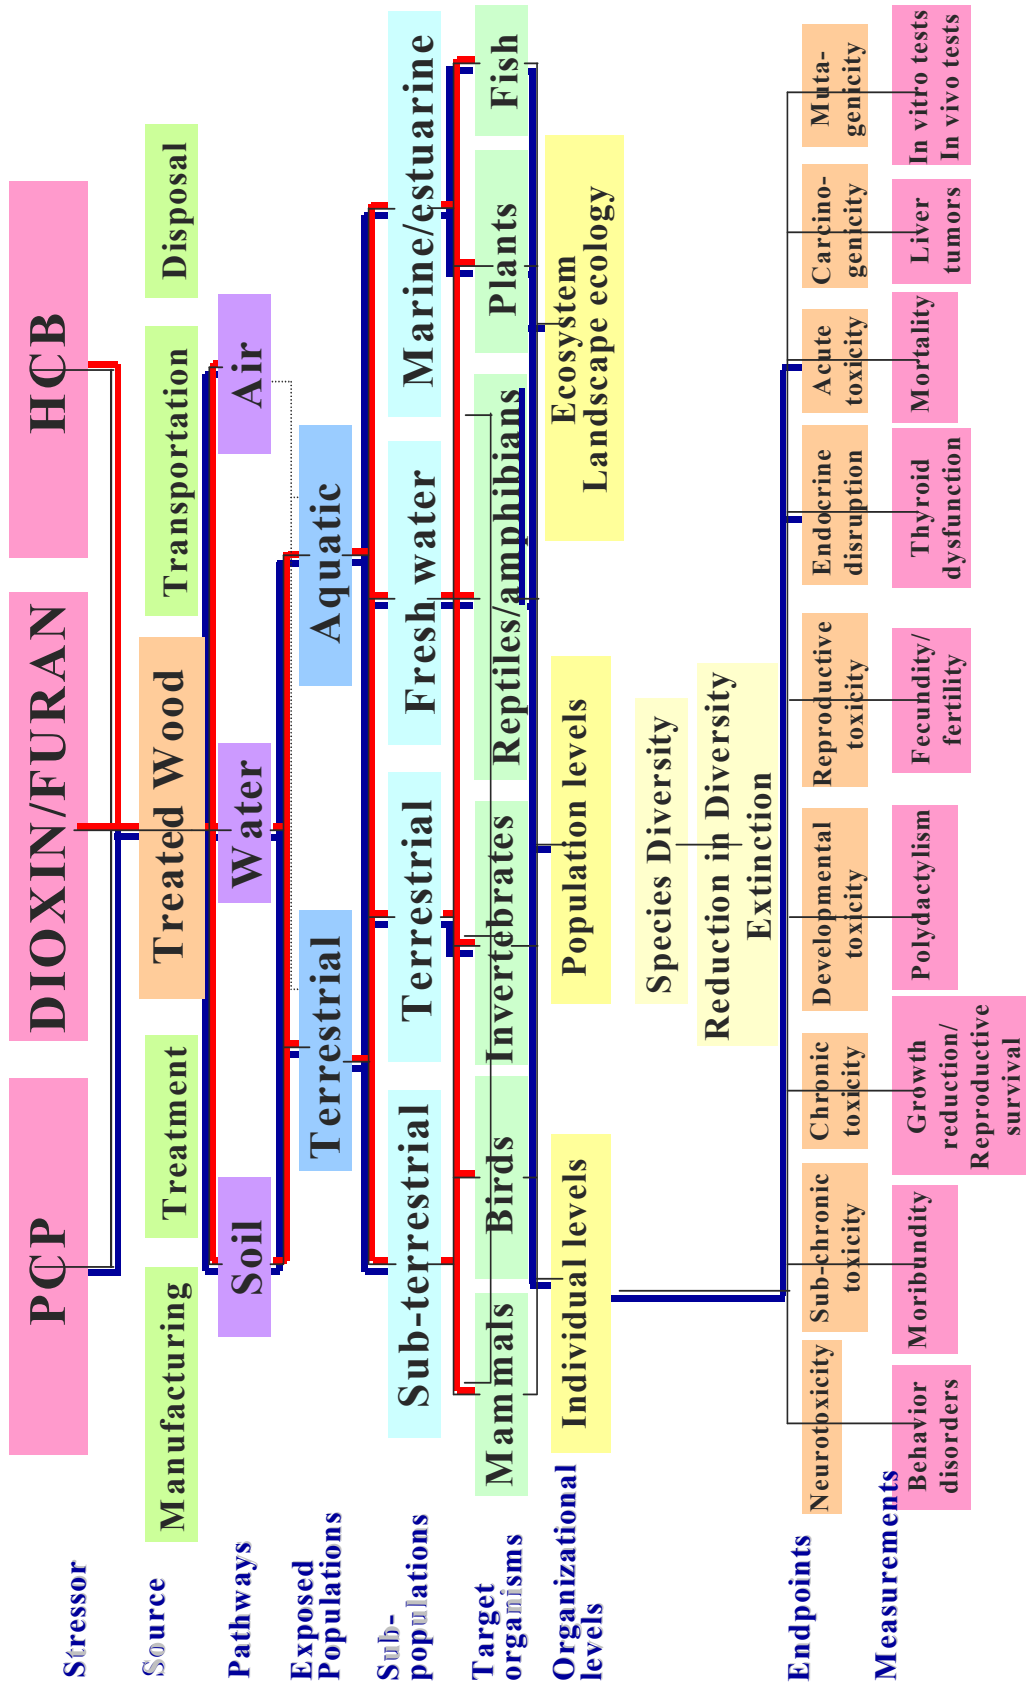 Stressor
PCP
DIOXIN/FURAN
HCB
Source
Manufacturing
Treatment
Treated Wood
Transportation
Disposal
Pathways
Soil
Water
Air
Exposed
Populations
Terrestrial
Aquatic
Sub-
populations
Sub-terrestrial
Terrestrial
Fresh water
Marine/estuarine
Target
organisms
Mammals
Birds
Invertebrates
Reptiles/amphibians
Plants
Fish
Organizational
levels
Individual levels
Population levels
Ecosystem
Landscape ecology
Species Diversity
Reduction in Diversity
Extinction
Endpoints
Neurotoxicity
Sub-chronic
toxicity
Chronic
toxicity
Developmental
toxicity
Reproductive
toxicity
Endocrine
disruption
Acute
toxicity
Carcino-
genicity
Muta-
genicity
Measurements
Behavior
disorders
Moribundity
Growth
reduction/
Reproductive
survival
Polydactylism
Fecundity/
fertility
Thyroid
dysfunction
Mortality
Liver
tumors
In vitro tests
In vivo tests